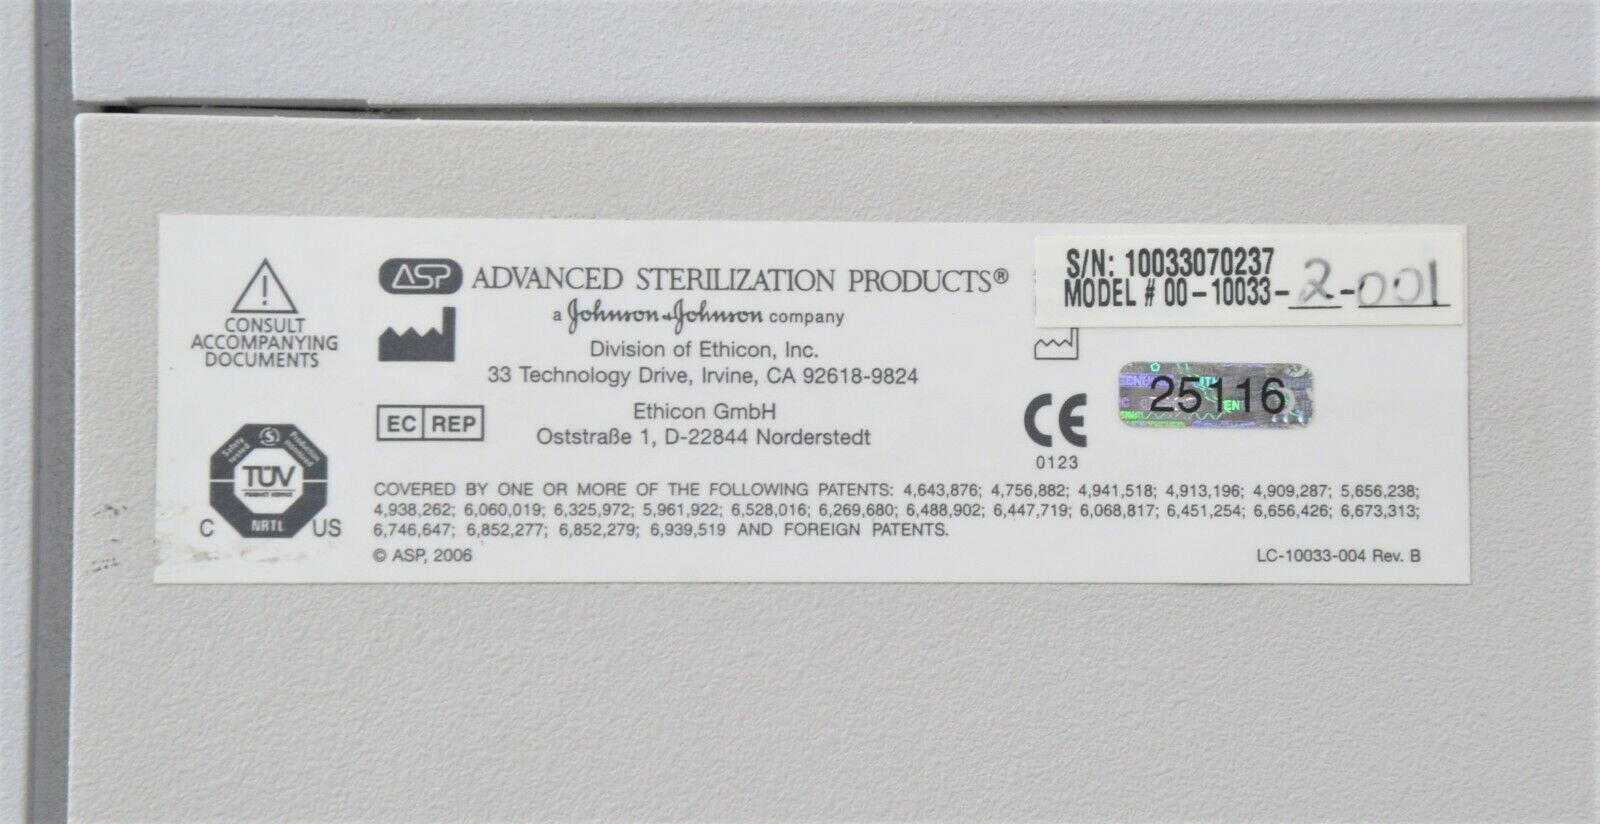 CONSULT
ACCOMPANYING
DOCUMENTS
ASP ADVANCED STERILIZATION PRODUCTS®
a Johnson & Johnson company
Division of Ethicon, Inc.
33 Technology Drive, Irvine, CA 92618-9824
EC REP
Ethicon GmbH
Oststraße 1, D-22844 Norderstedt
S/N: 10033070237
MODEL # 00-10033-2-001
CE
0123
25116
Safety tested
S
Production monitored
TÜV
PRODUCT SERVICE
C NRTL US
COVERED BY ONE OR MORE OF THE FOLLOWING PATENTS: 4,643,876; 4,756,882; 4,941,518; 4,913,196; 4,909,287; 5,656,238;
4,938,262; 6,060,019; 6,325,972; 5,961,922; 6,528,016; 6,269,680; 6,488,902; 6,447,719; 6,068,817; 6,451,254; 6,656,426; 6,673,313;
6,746,647; 6,852,277; 6,852,279; 6,939,519 AND FOREIGN PATENTS.
© ASP, 2006
LC-10033-004 Rev. B